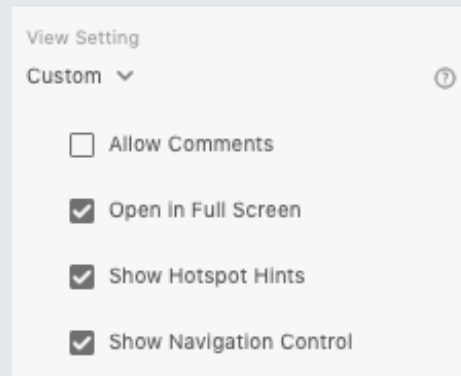 View Setting
Custom
Allow Comments
Open in Full Screen
Show Hotspot Hints
Show Navigation Control